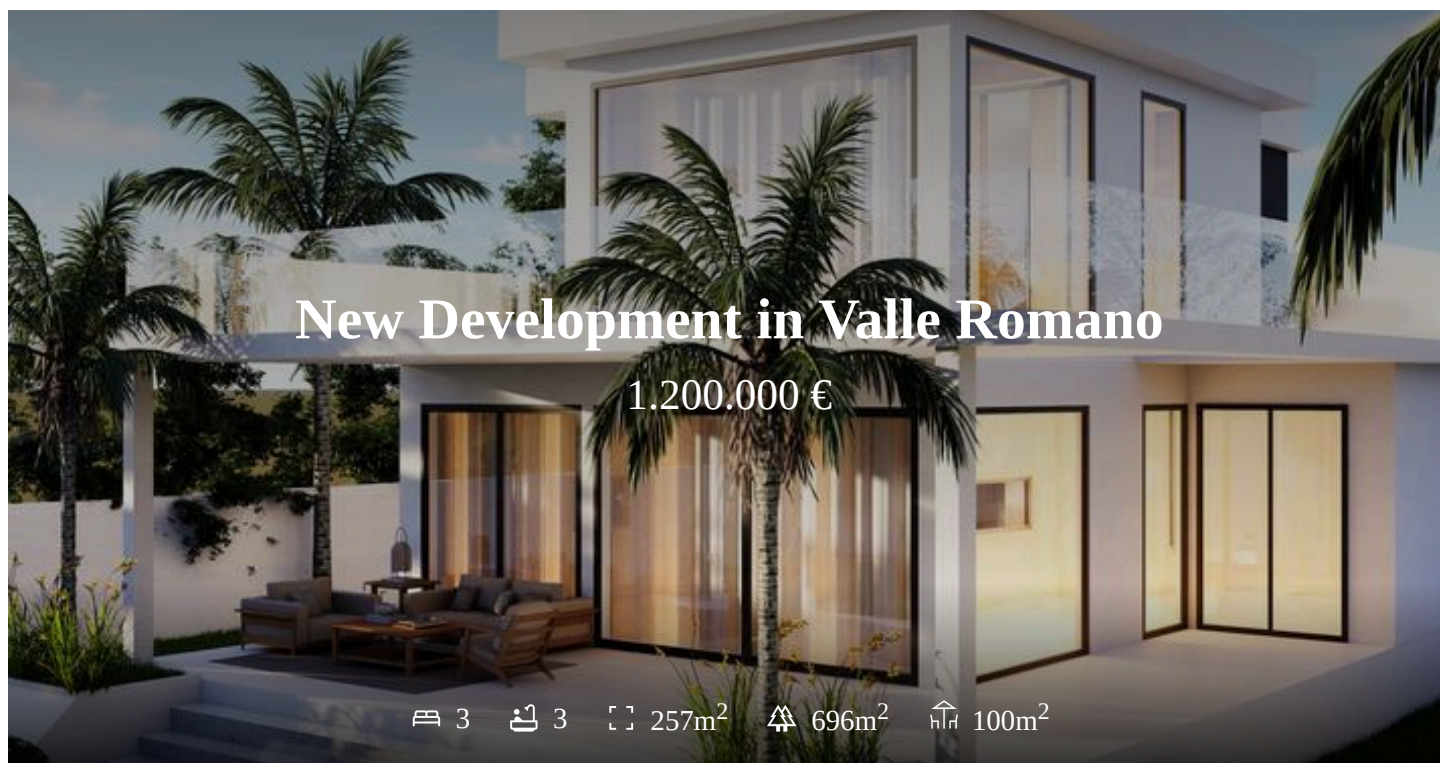 New Development in Valle Romano
1.200.000 €
3 3 257m² 696m² 100m²